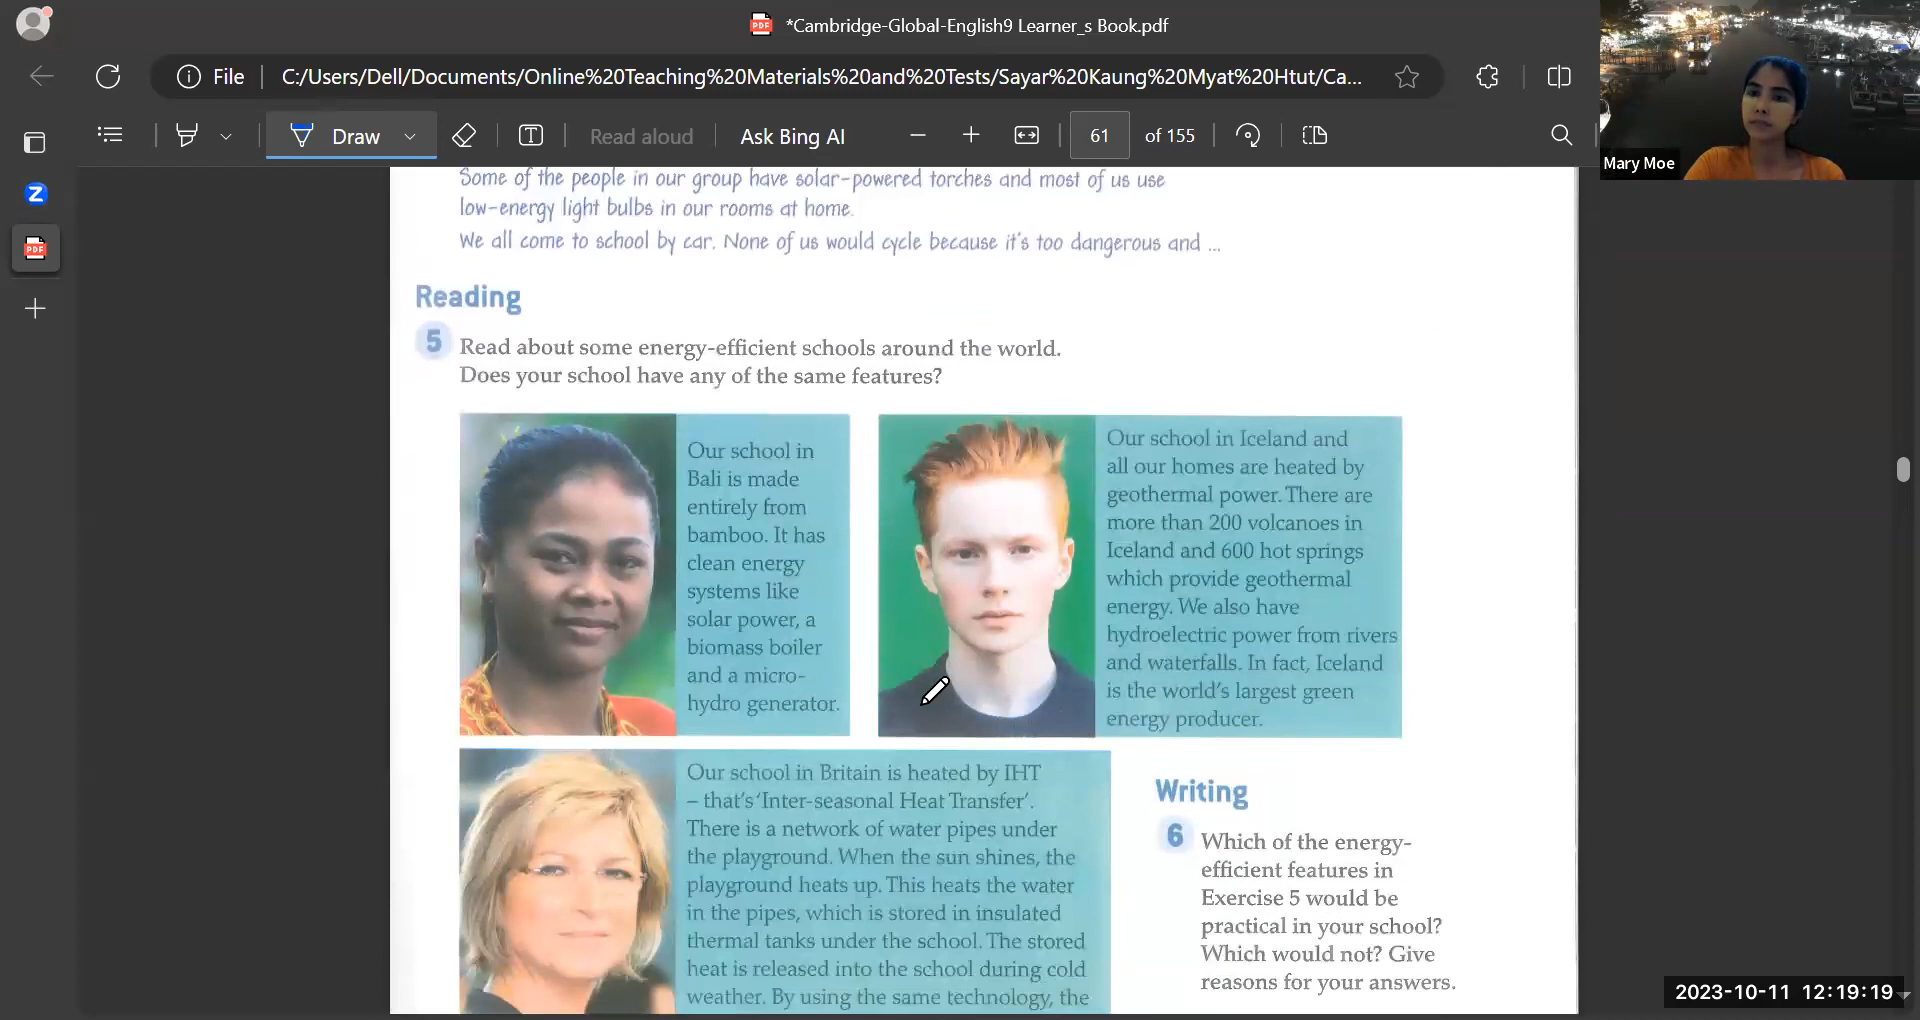 *Cambridge-Global-English9 Learner_s Book.pdf
File
C:/Users/Dell/Documents/Online%20Teaching%20Materials%20and%20Tests/Sayar%20Kaung%20Myat%20Htut/Ca...
Draw
Read aloud
Ask Bing AI
61
of 155
Mary Moe
Some of the people in our group have solar-powered torches and most of us use
low-energy light bulbs in our rooms at home.
We all come to school by car. None of us would cycle because it's too dangerous and ...
Reading
5 Read about some energy-efficient schools around the world.
Does your school have any of the same features?
Our school in
Bali is made
entirely from
bamboo. It has
clean energy
systems like
solar power, a
biomass boiler
and a micro-
hydro generator.
Our school in Iceland and
all our homes are heated by
geothermal power. There are
more than 200 volcanoes in
Iceland and 600 hot springs
which provide geothermal
energy. We also have
hydroelectric power from rivers
and waterfalls. In fact, Iceland
is the world's largest green
energy producer.
Our school in Britain is heated by IHT
– that's 'Inter-seasonal Heat Transfer'.
There is a network of water pipes under
the playground. When the sun shines, the
playground heats up. This heats the water
in the pipes, which is stored in insulated
thermal tanks under the school. The stored
heat is released into the school during cold
weather. By using the same technology, the
Writing
6 Which of the energy-
efficient features in
Exercise 5 would be
practical in your school?
Which would not? Give
reasons for your answers.
2023-10-11 12:19:19